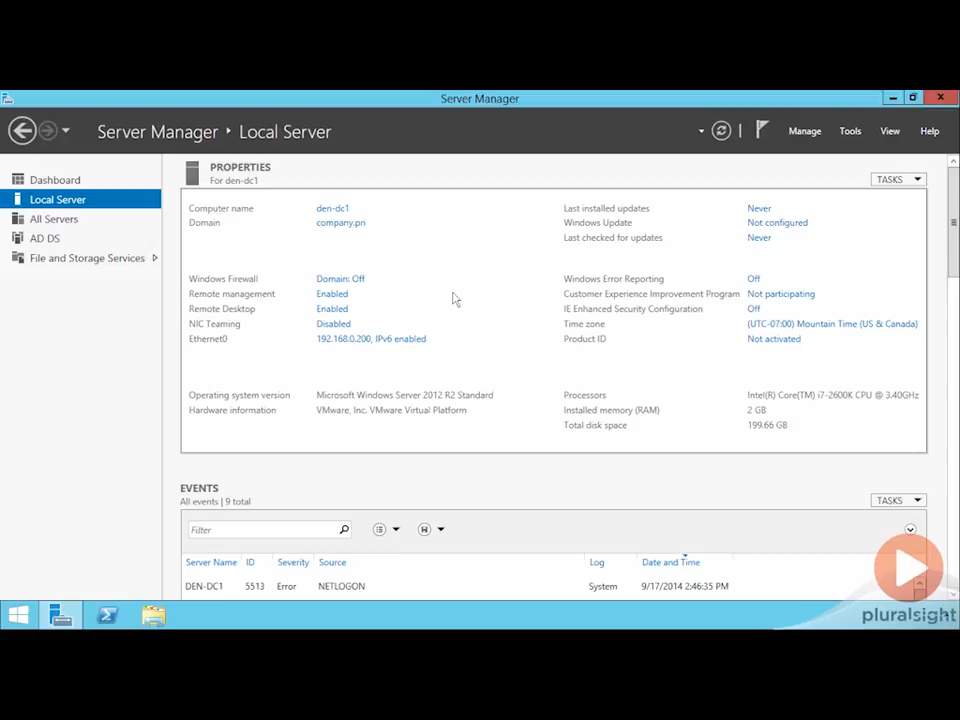 Server Manager
Server Manager ‣ Local Server
Manage Tools View Help
Dashboard
Local Server
All Servers
AD DS
File and Storage Services
PROPERTIES
For den-dc1
TASKS
Computer name den-dc1
Domain company.pri
Last installed updates Never
Windows Update Not configured
Last checked for updates Never
Windows Firewall Domain: Off
Remote management Enabled
Remote Desktop Enabled
NIC Teaming Disabled
Ethernet0 192.168.0.200, IPv6 enabled
Windows Error Reporting Off
Customer Experience Improvement Program Not participating
IE Enhanced Security Configuration Off
Time zone (UTC-07:00) Mountain Time (US & Canada)
Product ID Not activated
Operating system version Microsoft Windows Server 2012 R2 Standard
Hardware information VMware, Inc. VMware Virtual Platform
Processors Intel(R) Core(TM) i7-2600K CPU @ 3.40GHz
Installed memory (RAM) 2 GB
Total disk space 199.66 GB
EVENTS
All events | 9 total
TASKS
Filter
Server Name ID Severity Source Log Date and Time
DEN-DC1 5513 Error NETLOGON System 9/17/2014 2:46:35 PM
pluralsight